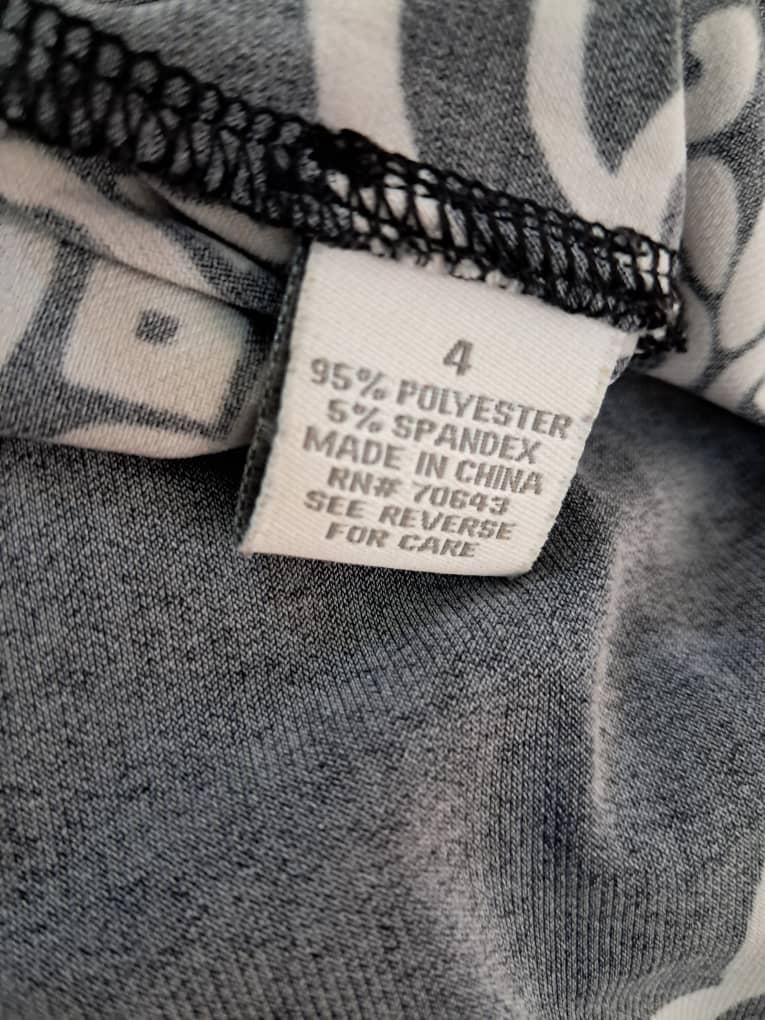 4
95% POLYESTER
5% SPANDEX
MADE IN CHINA
RN# 70643
SEE REVERSE
FOR CARE